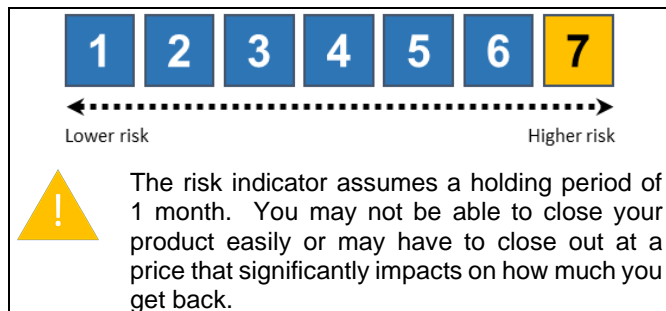 1 2 3 4 5 6 7
Lower risk Higher risk
!
The risk indicator assumes a holding period of
1 month. You may not be able to close your
product easily or may have to close out at a
price that significantly impacts on how much you
get back.